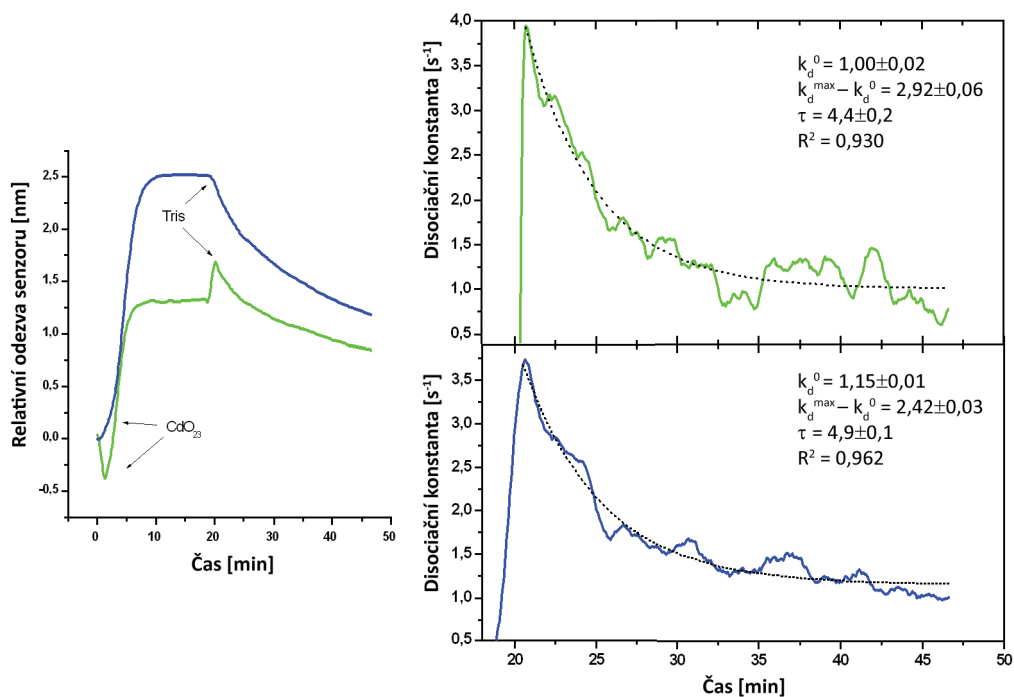 Relativní odezva senzoru [nm]
2.5
2.0
1.5
1.0
0.5
0.0
-0.5
Tris
CdO23
0
10
20
30
40
50
Čas [min]
Disociační konstanta [s-1]
4,0
3,5
3,0
2,5
2,0
1,5
1,0
0,5
kd0 = 1,00±0,02
kdmax – kd0 = 2,92±0,06
τ = 4,4±0,2
R2 = 0,930
Disociační konstanta [s-1]
3,5
3,0
2,5
2,0
1,5
1,0
0,5
kd0 = 1,15±0,01
kdmax – kd0 = 2,42±0,03
τ = 4,9±0,1
R2 = 0,962
20
25
30
35
40
45
50
Čas [min]